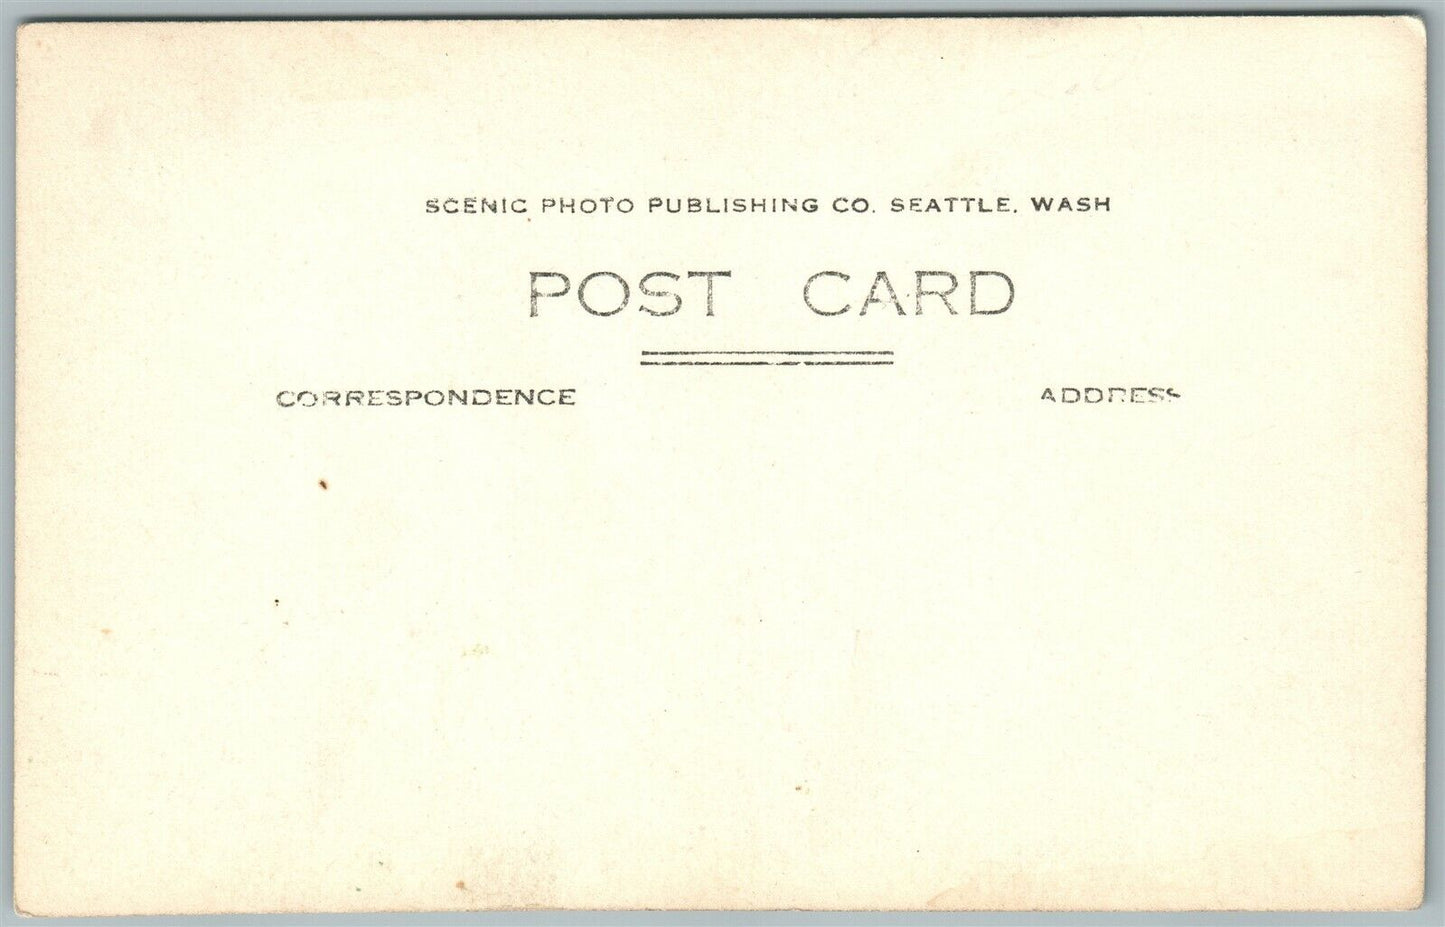 SCENIC PHOTO PUBLISHING CO. SEATTLE, WASH
POST CARD
CORRESPONDENCE
ADDRESS